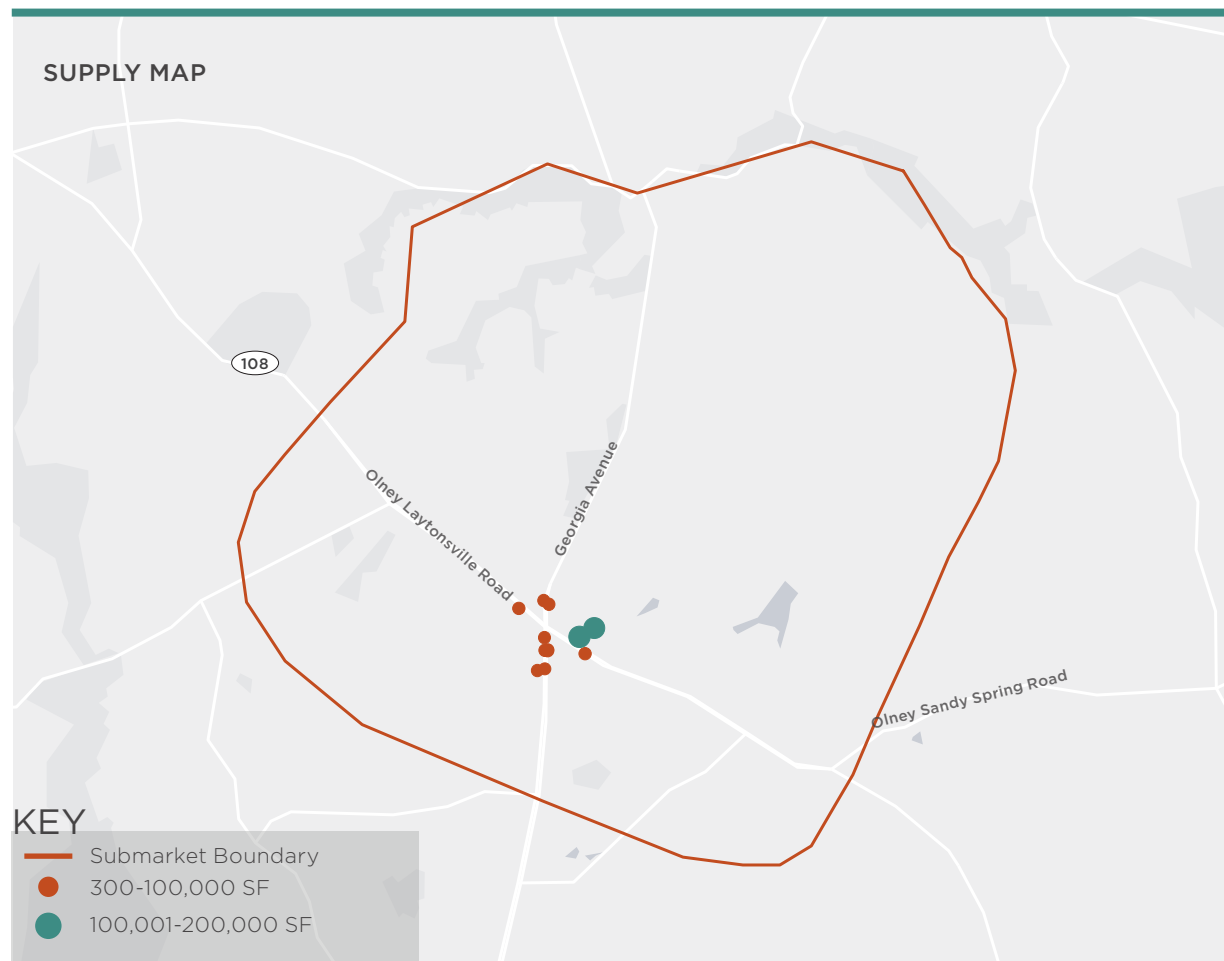 SUPPLY MAP
108
Olney Laytonsville Road
Georgia Avenue
Olney Sandy Spring Road
KEY
Submarket Boundary
300-100,000 SF
100,001-200,000 SF